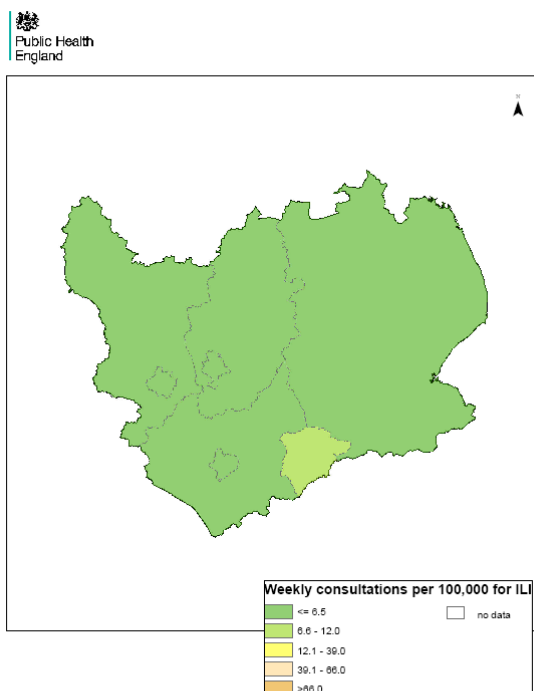 Public Health
England
N
Weekly consultations per 100,000 for ILI
<= 6.5
no data
6.6 - 12.0
12.1 - 39.0
39.1 - 66.0
>66.0